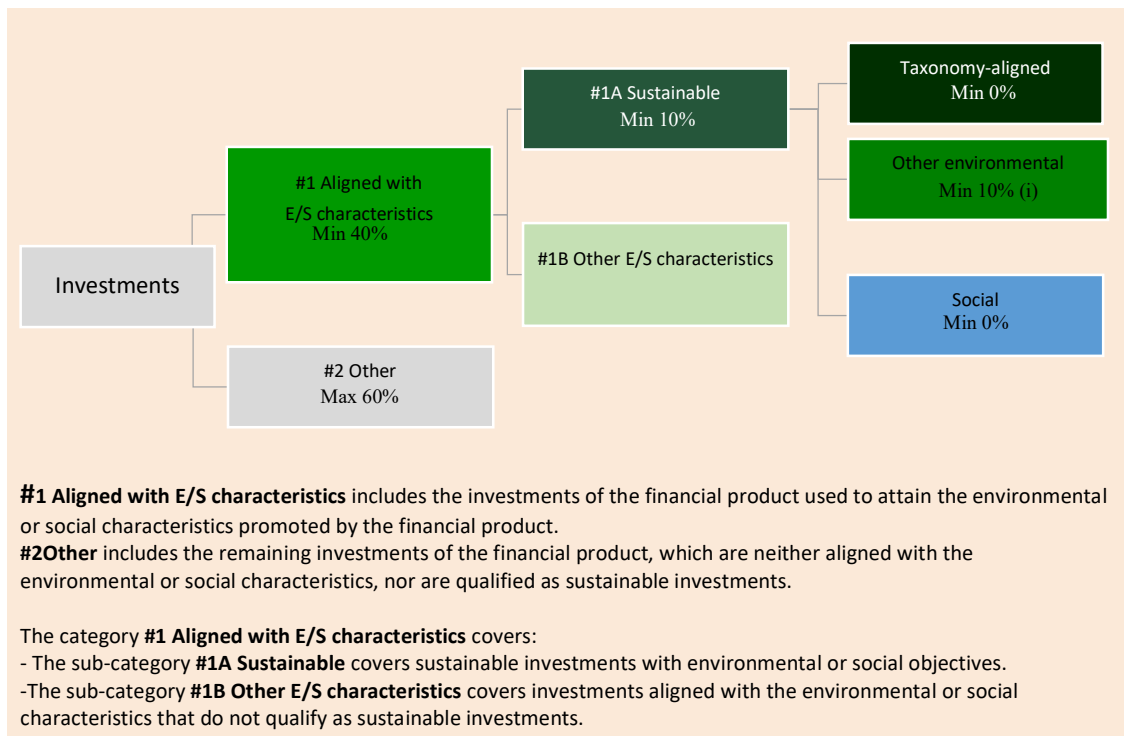 Investments
#1 Aligned with
E/S characteristics
Min 40%
#2 Other
Max 60%
#1A Sustainable
Min 10%
#1B Other E/S characteristics
Taxonomy-aligned
Min 0%
Other environmental
Min 10% (i)
Social
Min 0%
#1 Aligned with E/S characteristics includes the investments of the financial product used to attain the environmental
or social characteristics promoted by the financial product.
#2Other includes the remaining investments of the financial product, which are neither aligned with the
environmental or social characteristics, nor are qualified as sustainable investments.
The category #1 Aligned with E/S characteristics covers:
- The sub-category #1A Sustainable covers sustainable investments with environmental or social objectives.
-The sub-category #1B Other E/S characteristics covers investments aligned with the environmental or social
characteristics that do not qualify as sustainable investments.